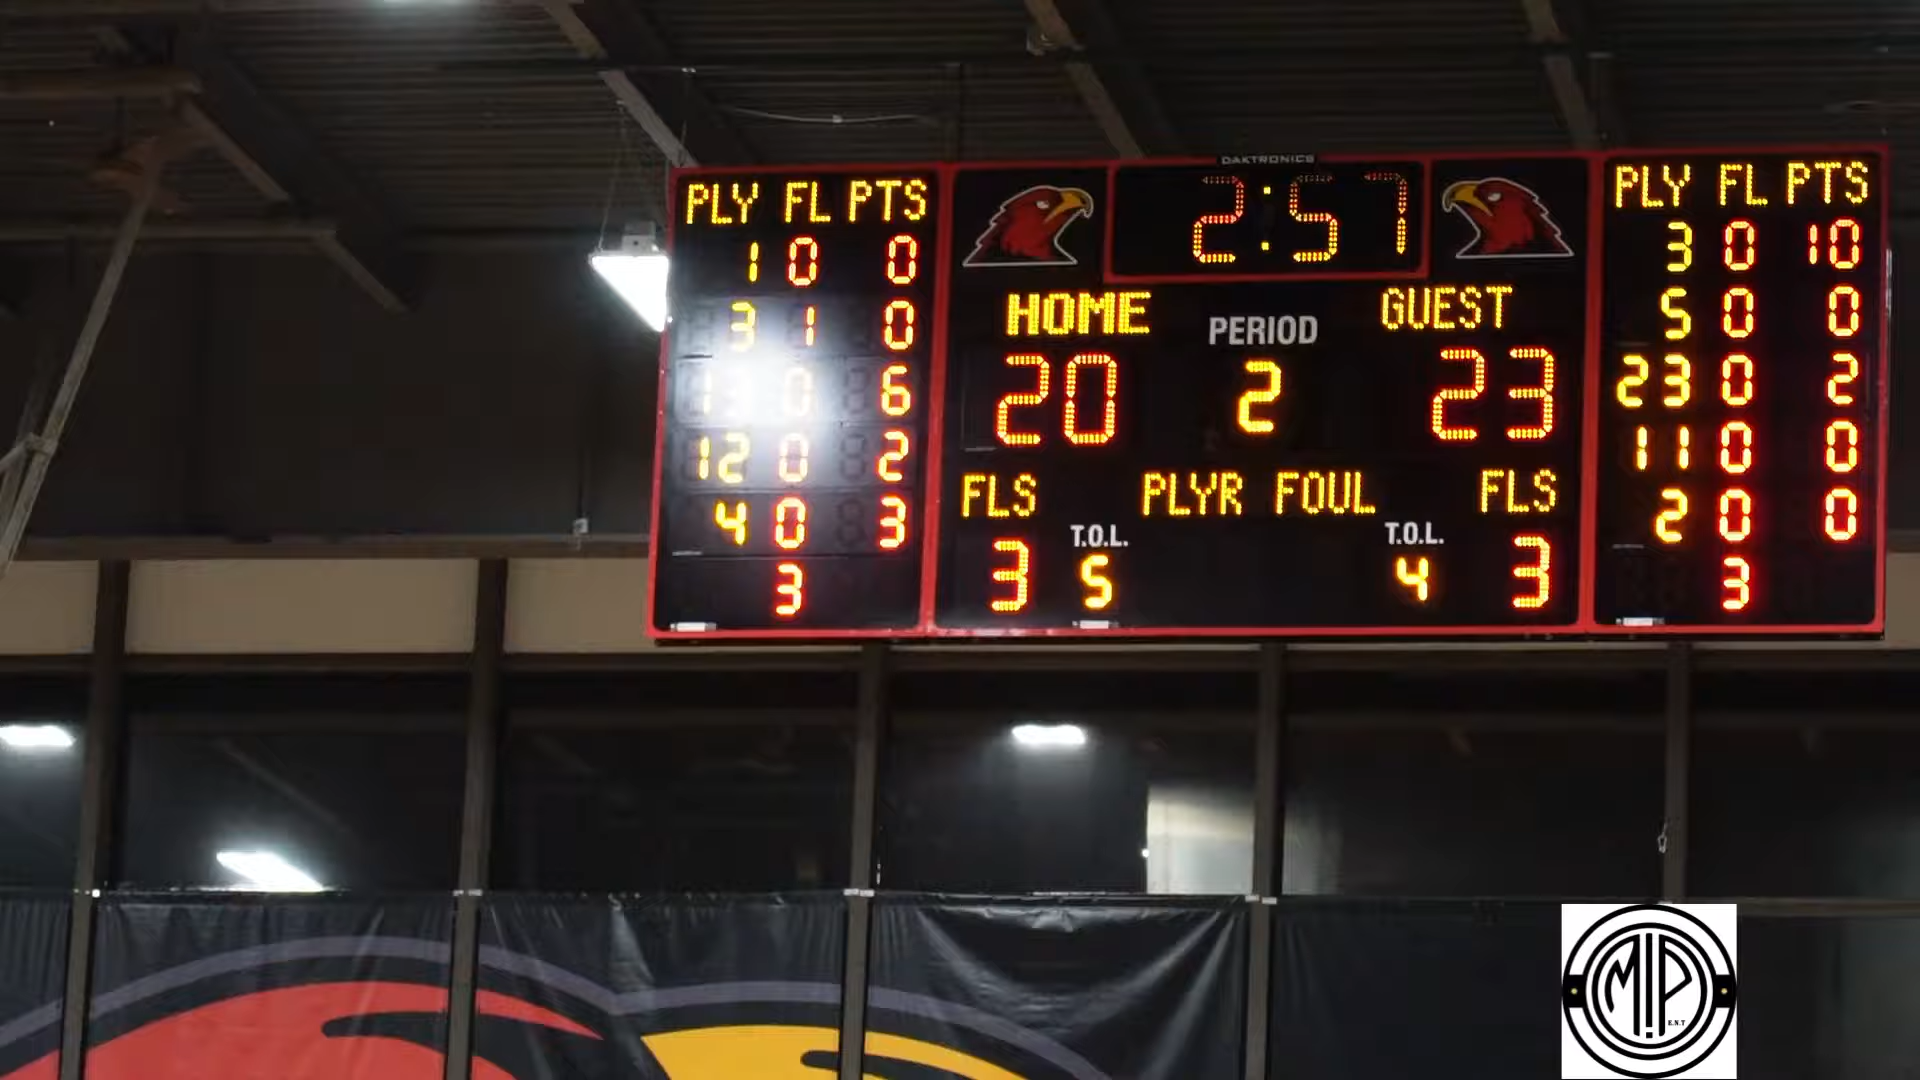 DAKTRONICS
PLY FL PTS
1 0 0
3 1 0
13 0 6
12 0 2
4 0 3
3
2:57
HOME PERIOD GUEST
20 2 23
FLS PLYR FOUL FLS
T.O.L. T.O.L.
3 5 4 3
PLY FL PTS
3 0 10
5 0 0
23 0 2
11 0 0
2 0 0
3
M!P
E.N.T